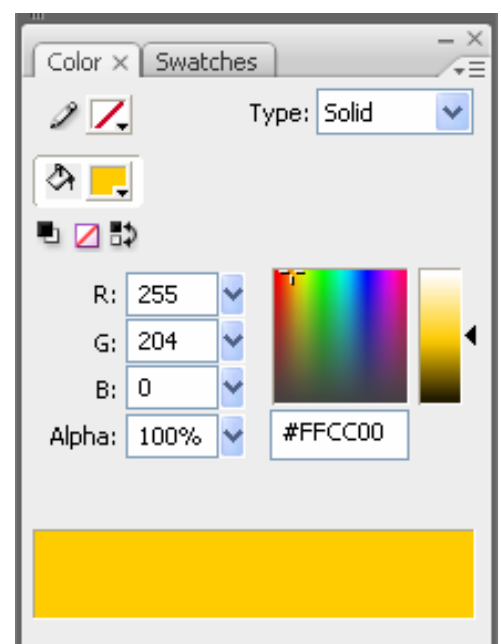 Color × Swatches
Type: Solid
R: 255
G: 204
B: 0
Alpha: 100% #FFCC00